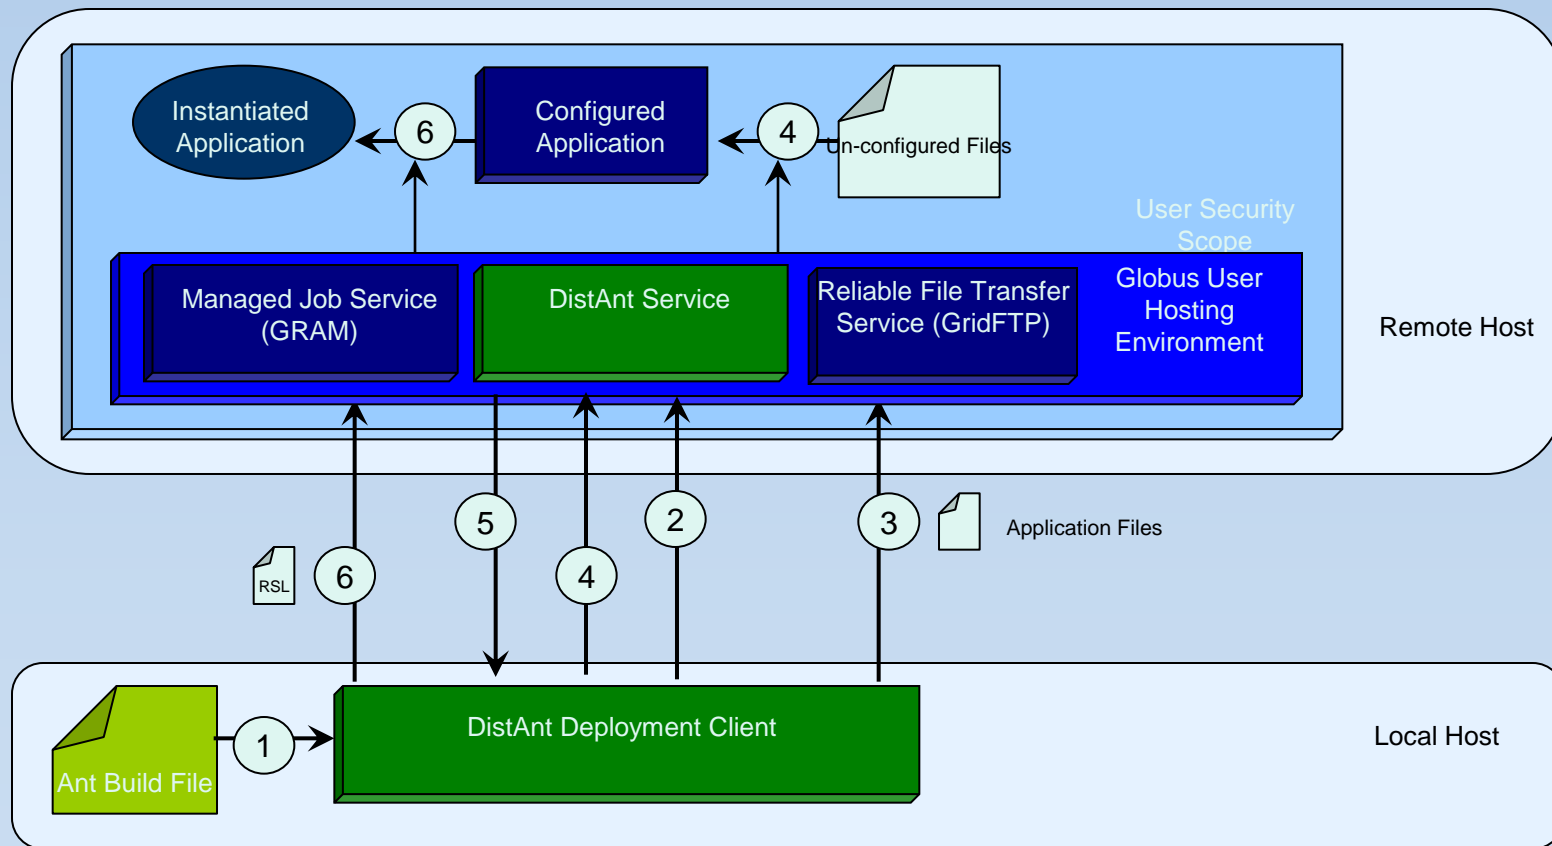 Instantiated
Application
6
Configured
Application
4
Un-configured Files
User Security
Scope
Managed Job Service
(GRAM)
DistAnt Service
Reliable File Transfer
Service (GridFTP)
Globus User
Hosting
Environment
Remote Host
RSL
6
5
4
2
3
Application Files
Ant Build File
1
DistAnt Deployment Client
Local Host